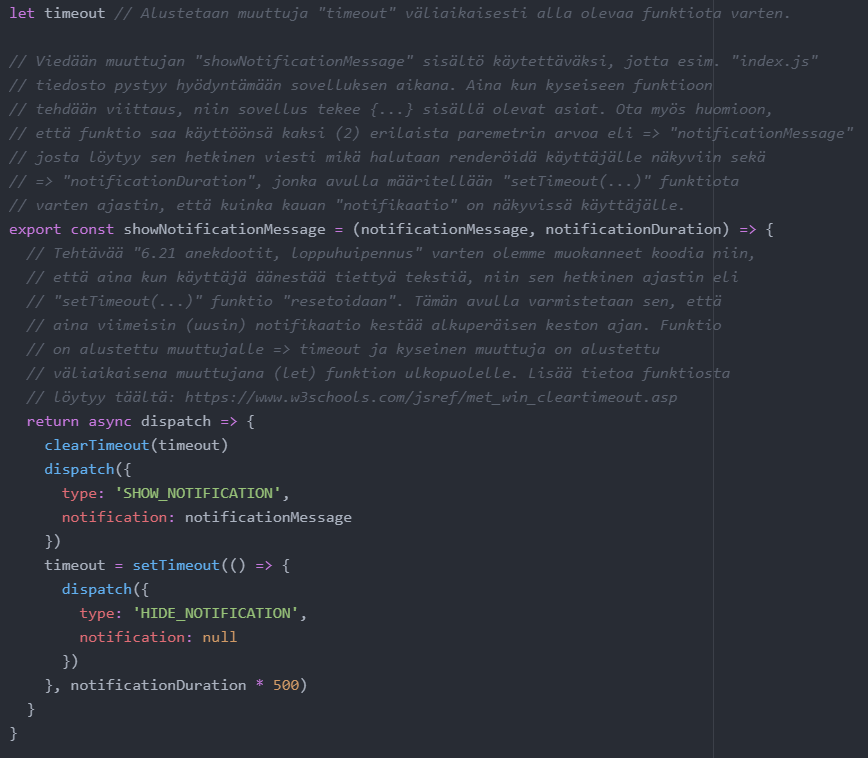 let timeout // Alustetaan muuttuja "timeout" väliaikaisesti alla olevaa funktiota varten.
// Viedään muuttujan "showNotificationMessage" sisältö käytettäväksi, jotta esim. "index.js"
// tiedosto pystyy hyödyntämään sovelluksen aikana. Aina kun kyseiseen funktioon
// tehdään viittaus, niin sovellus tekee {...} sisällä olevat asiat. Ota myös huomioon,
// että funktio saa käyttöönsä kaksi (2) erilaista paremetrin arvoa eli => "notificationMessage"
// josta löytyy sen hetkinen viesti mikä halutaan renderöidä käyttäjälle näkyviin sekä
// => "notificationDuration", jonka avulla määritellään "setTimeout(...)" funktiota
// varten ajastin, että kuinka kauan "notifikaatio" on näkyvissä käyttäjälle.
export const showNotificationMessage = (notificationMessage, notificationDuration) => {
  // Tehtävää "6.21 anekdootit, loppuhuipennus" varten olemme muokanneet koodia niin,
  // että aina kun käyttäjä äänestää tiettyä tekstiä, niin sen hetkinen ajastin eli
  // "setTimeout(...)" funktio "resetoidaan". Tämän avulla varmistetaan sen, että
  // aina viimeisin (uusin) notifikaatio kestää alkuperäisen keston ajan. Funktio
  // on alustettu muuttujalle => timeout ja kyseinen muuttuja on alustettu
  // väliaikaisena muuttujana (let) funktion ulkopuolelle. Lisää tietoa funktiosta
  // löytyy täältä: https://www.w3schools.com/jsref/met_win_cleartimeout.asp
  return async dispatch => {
    clearTimeout(timeout)
    dispatch({
      type: 'SHOW_NOTIFICATION',
      notification: notificationMessage
    })
    timeout = setTimeout(() => {
      dispatch({
        type: 'HIDE_NOTIFICATION',
        notification: null
      })
    }, notificationDuration * 500)
  }
}